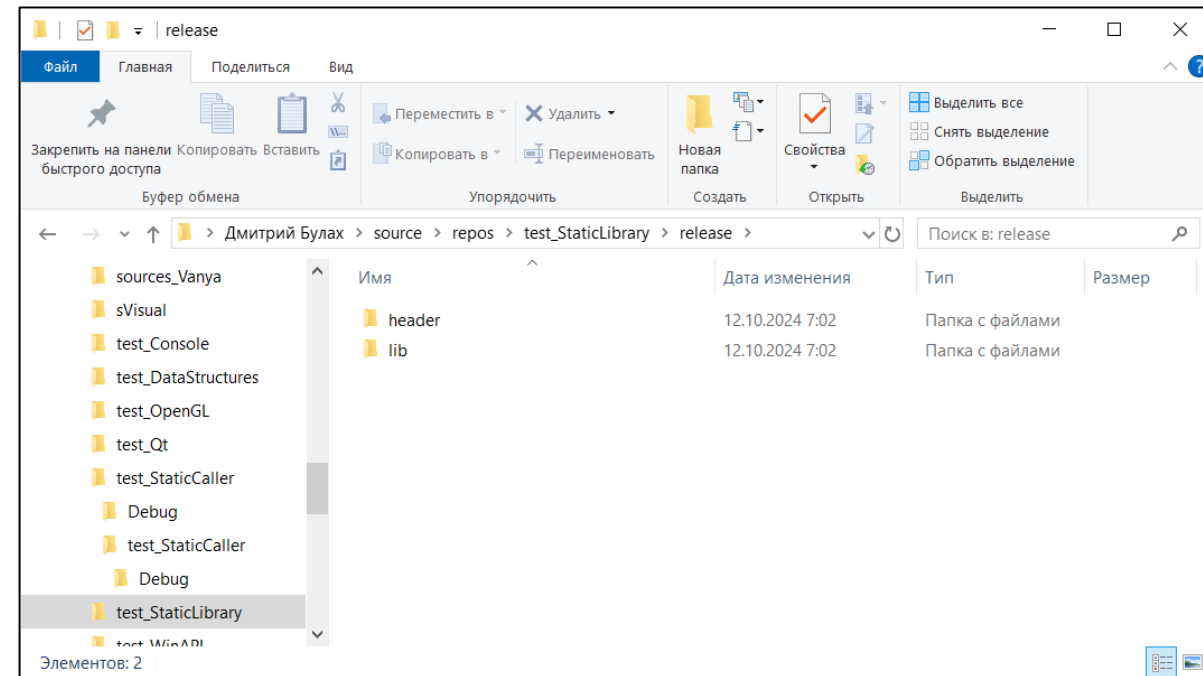 release
Файл Главная Поделиться Вид
Закрепить на панели быстрого доступа
Копировать
Вставить
Переместить в
Копировать в
Удалить
Переименовать
Новая папка
Свойства
Выделить все
Снять выделение
Обратить выделение
Буфер обмена Упорядочить Создать Открыть Выделить
Дмитрий Булах > source > repos > test_StaticLibrary > release >
Поиск в: release
sources_Vanya
sVisual
test_Console
test_DataStructures
test_OpenGL
test_Qt
test_StaticCaller
Debug
test_StaticCaller
Debug
test_StaticLibrary
test_WinAPI
Имя Дата изменения Тип Размер
header 12.10.2024 7:02 Папка с файлами
lib 12.10.2024 7:02 Папка с файлами
Элементов: 2